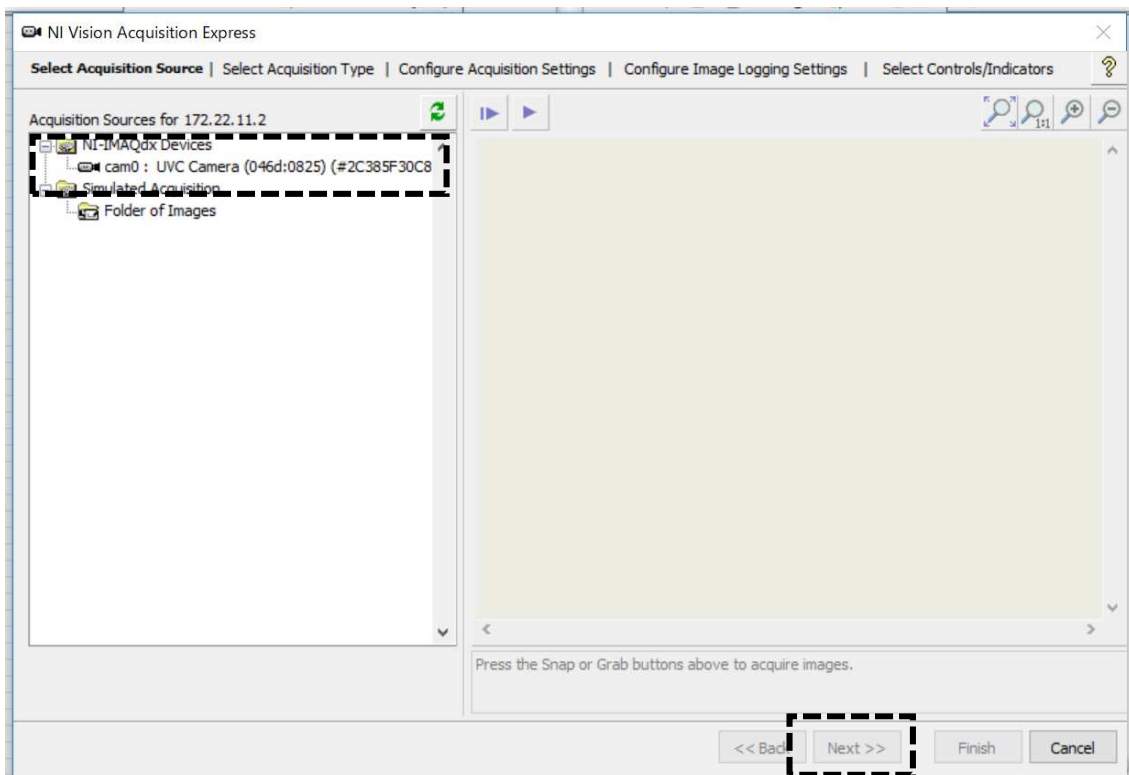 NI Vision Acquisition Express
Select Acquisition Source | Select Acquisition Type | Configure Acquisition Settings | Configure Image Logging Settings | Select Controls/Indicators
Acquisition Sources for 172.22.11.2
NI-IMAQdx Devices
cam0 : UVC Camera (046d:0825) (#2C385F30C8
Simulated Acquisition
Folder of Images
1:1
Press the Snap or Grab buttons above to acquire images.
<< Back Next >> Finish Cancel